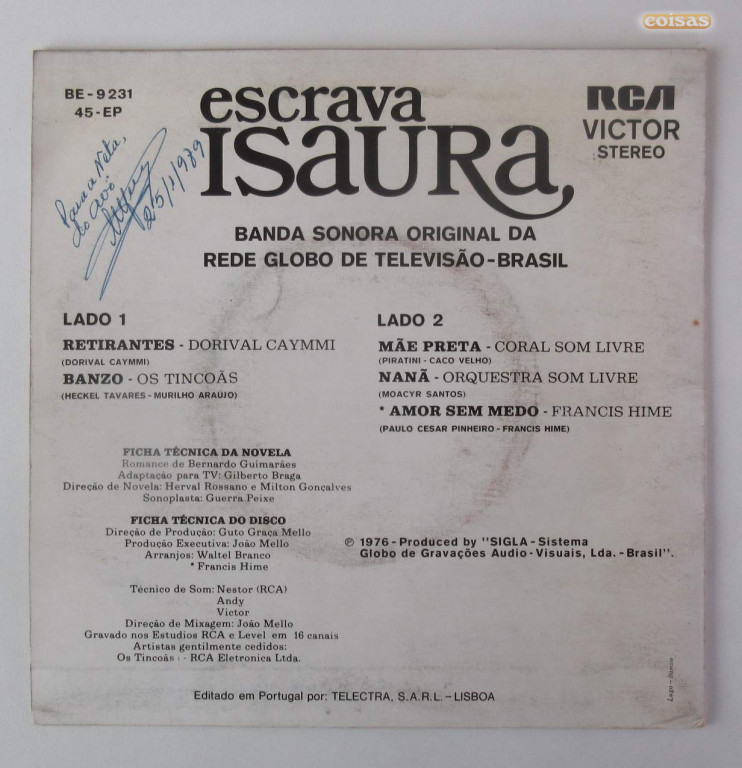 coisas
BE-9231
45-EP
escrava
ISAURA
RCA
VICTOR
STEREO
Para a Neta,
do avô
25/1/1989
BANDA SONORA ORIGINAL DA
REDE GLOBO DE TELEVISÃO-BRASIL
LADO 1
RETIRANTES - DORIVAL CAYMMI
(DORIVAL CAYMMI)
BANZO - OS TINCOÃS
(HECKEL TAVARES - MURILHO ARAÚJO)
LADO 2
MÃE PRETA - CORAL SOM LIVRE
(PIRATINI - CACO VELHO)
NANÃ - ORQUESTRA SOM LIVRE
(MOACYR SANTOS)
* AMOR SEM MEDO - FRANCIS HIME
(PAULO CESAR PINHEIRO - FRANCIS HIME)
FICHA TÉCNICA DA NOVELA
Romance de Bernardo Guimarães
Adaptação para TV: Gilberto Braga
Direção de Novela: Herval Rossano e Milton Gonçalves
Sonoplasta: Guerra Peixe
FICHA TÉCNICA DO DISCO
Direção de Produção: Guto Graça Mello
Produção Executiva: João Mello
Arranjos: Waltel Branco
* Francis Hime
Técnico de Som: Nestor (RCA)
Andy
Victor
Direção de Mixagem: João Mello
Gravado nos Estudios RCA e Level em 16 canais
Artistas gentilmente cedidos:
Os Tincoãs - RCA Eletronica Ltda.
℗ 1976 - Produced by "SIGLA - Sistema
Globo de Gravações Audio - Visuais, Lda. - Brasil".
Editado em Portugal por: TELECTRA, S.A.R.L. - LISBOA